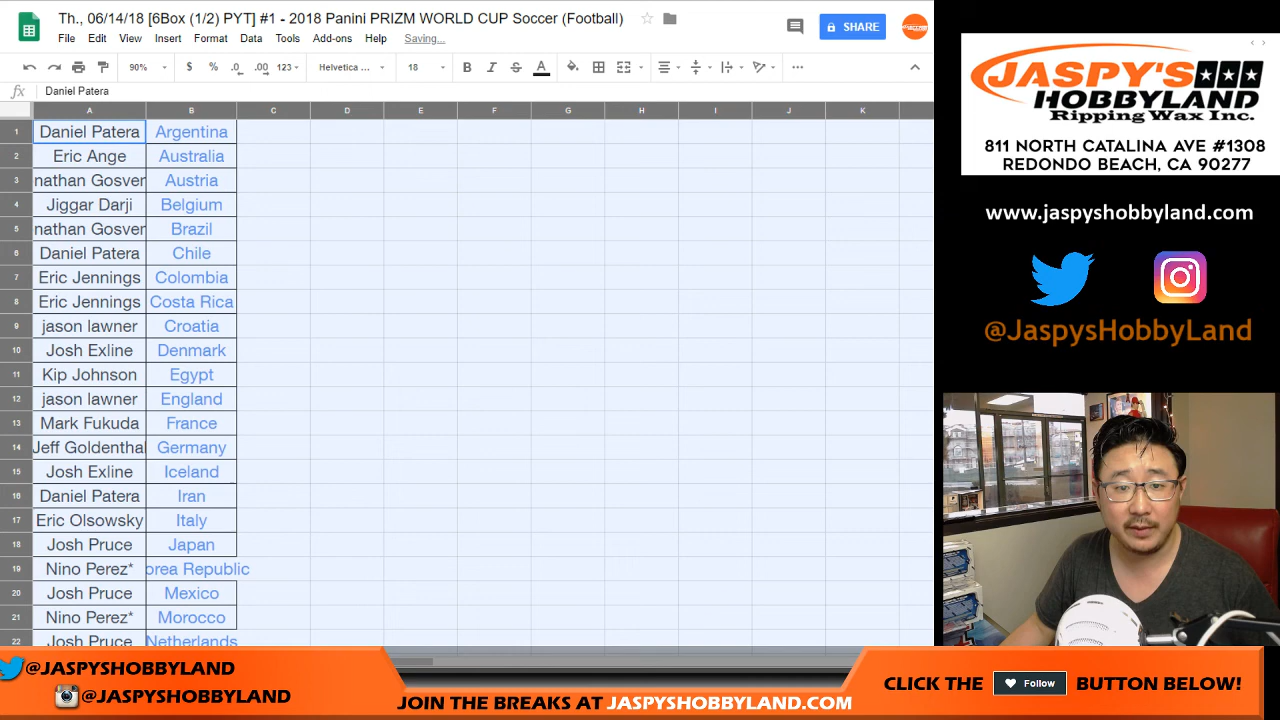 Th., 06/14/18 [6Box (1/2) PYT] #1 - 2018 Panini PRIZM WORLD CUP Soccer (Football)
File Edit View Insert Format Data Tools Add-ons Help Saving...
SHARE
90% $ % .0 .00 123 Helvetica ... 18 B I S A
fx Daniel Patera
A B C D E F G H I J K
1 Daniel Patera Argentina
2 Eric Ange Australia
3 nathan Gosver Austria
4 Jiggar Darji Belgium
5 nathan Gosver Brazil
6 Daniel Patera Chile
7 Eric Jennings Colombia
8 Eric Jennings Costa Rica
9 jason lawner Croatia
10 Josh Exline Denmark
11 Kip Johnson Egypt
12 jason lawner England
13 Mark Fukuda France
14 Jeff Goldenthal Germany
15 Josh Exline Iceland
16 Daniel Patera Iran
17 Eric Olsowsky Italy
18 Josh Pruce Japan
19 Nino Perez* orea Republic
20 Josh Pruce Mexico
21 Nino Perez* Morocco
22 Josh Pruce Netherlands
JASPY'S
HOBBYLAND
Ripping Wax Inc.
811 NORTH CATALINA AVE #1308
REDONDO BEACH, CA 90277
www.jaspyshobbyland.com
@JaspysHobbyLand
@JASPYSHOBBYLAND
@JASPYSHOBBYLAND
JOIN THE BREAKS AT JASPYSHOBBYLAND.COM
CLICK THE Follow BUTTON BELOW!